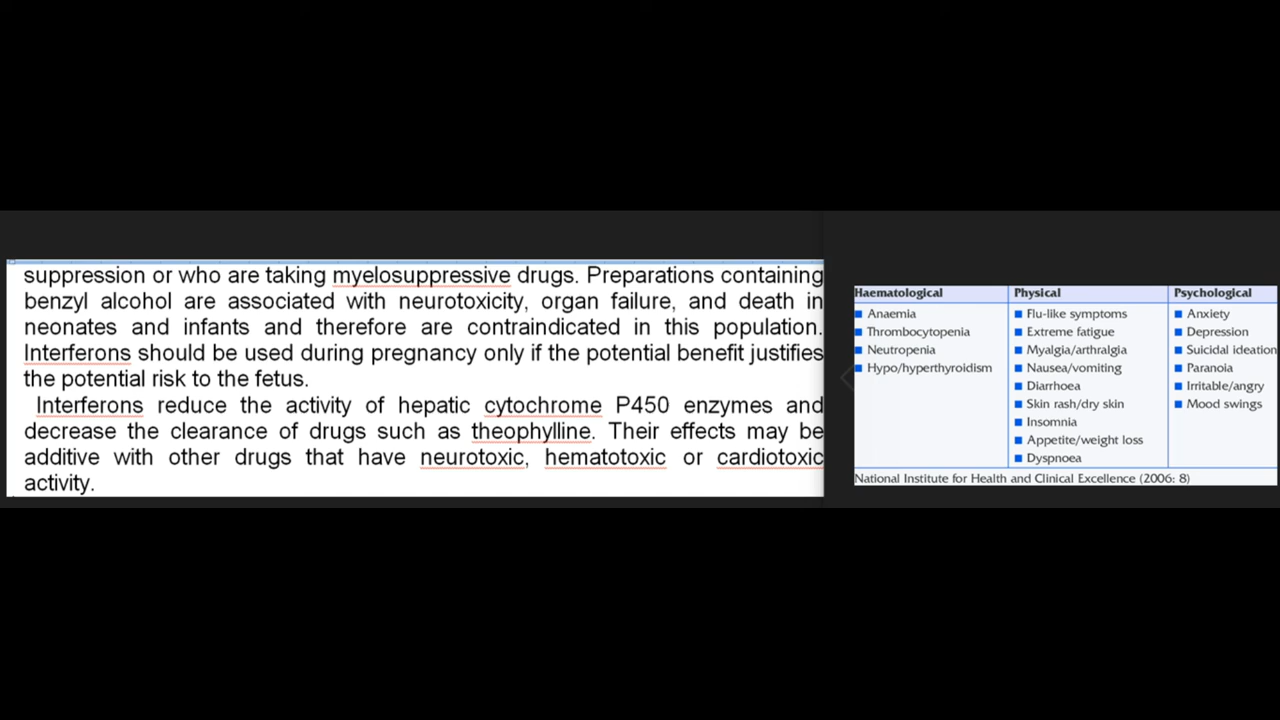 suppression or who are taking myelosuppressive drugs. Preparations containing
benzyl alcohol are associated with neurotoxicity, organ failure, and death in
neonates and infants and therefore are contraindicated in this population.
Interferons should be used during pregnancy only if the potential benefit justifies
the potential risk to the fetus.
Interferons reduce the activity of hepatic cytochrome P450 enzymes and
decrease the clearance of drugs such as theophylline. Their effects may be
additive with other drugs that have neurotoxic, hematotoxic or cardiotoxic
activity.
Haematological
Anaemia
Thrombocytopenia
Neutropenia
Hypo/hyperthyroidism
Physical
Flu-like symptoms
Extreme fatigue
Myalgia/arthralgia
Nausea/vomiting
Diarrhoea
Skin rash/dry skin
Insomnia
Appetite/weight loss
Dyspnoea
Psychological
Anxiety
Depression
Suicidal ideation
Paranoia
Irritable/angry
Mood swings
National Institute for Health and Clinical Excellence (2006: 8)